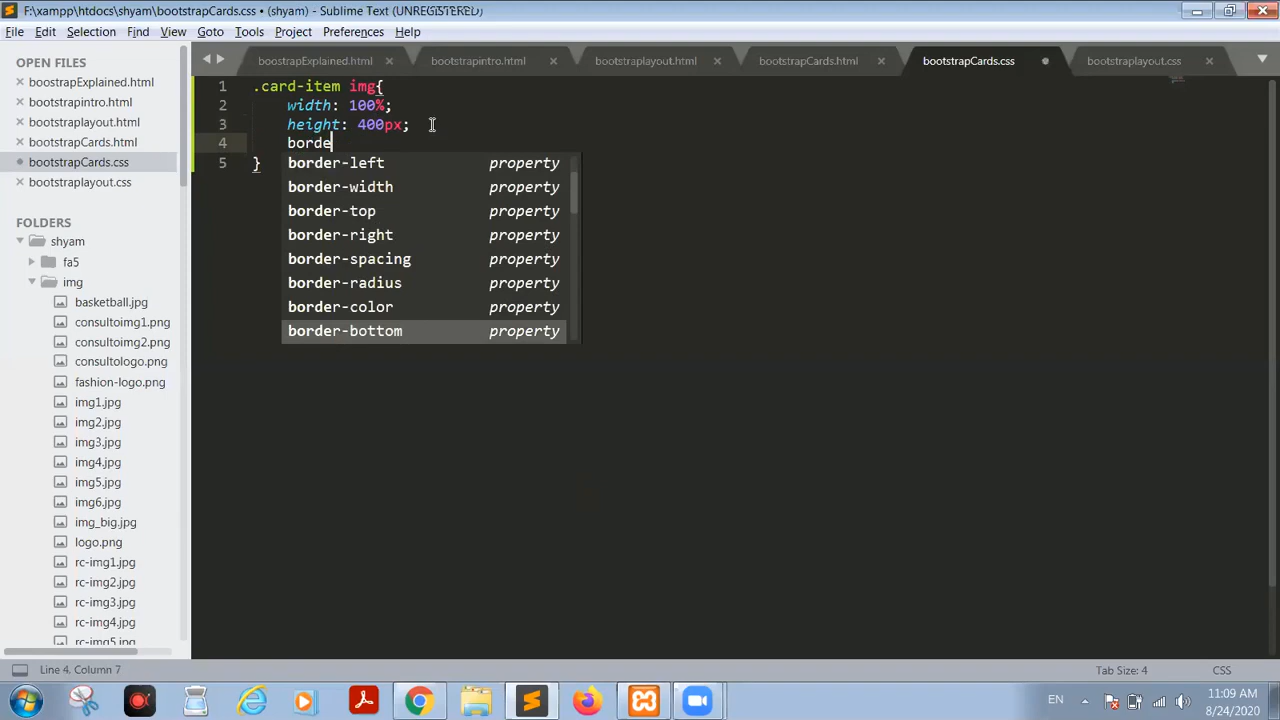 F:\xampp\htdocs\shyam\bootstrapCards.css • (shyam) - Sublime Text (UNREGISTERED)
File Edit Selection Find View Goto Tools Project Preferences Help
OPEN FILES
boostrapExplained.html
bootstrapintro.html
bootstraplayout.html
bootstrapCards.html
bootstrapCards.css
bootstraplayout.css
FOLDERS
shyam
fa5
img
basketball.jpg
consultoimg1.png
consultoimg2.png
consultologo.png
fashion-logo.png
img1.jpg
img2.jpg
img3.jpg
img4.jpg
img5.jpg
img6.jpg
img_big.jpg
logo.png
rc-img1.jpg
rc-img2.jpg
rc-img3.jpg
rc-img4.jpg
rc-img5.jpg
boostrapExplained.html bootstrapintro.html bootstraplayout.html bootstrapCards.html bootstrapCards.css bootstraplayout.css
1 .card-item img{
2 width: 100%;
3 height: 400px;
4 borde
5 }
border-left property
border-width property
border-top property
border-right property
border-spacing property
border-radius property
border-color property
border-bottom property
Line 4, Column 7 Tab Size: 4 CSS
EN 11:09 AM
8/24/2020